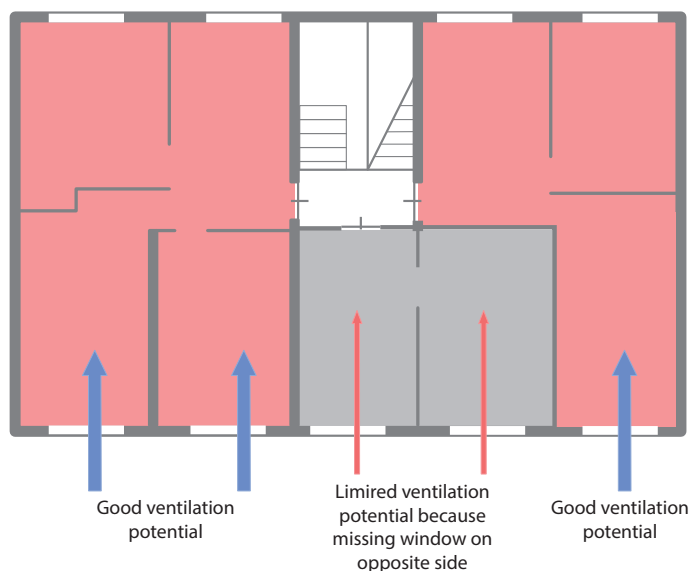 Good ventilation
potential
Limired ventilation
potential because
missing window on
opposite side
Good ventilation
potential